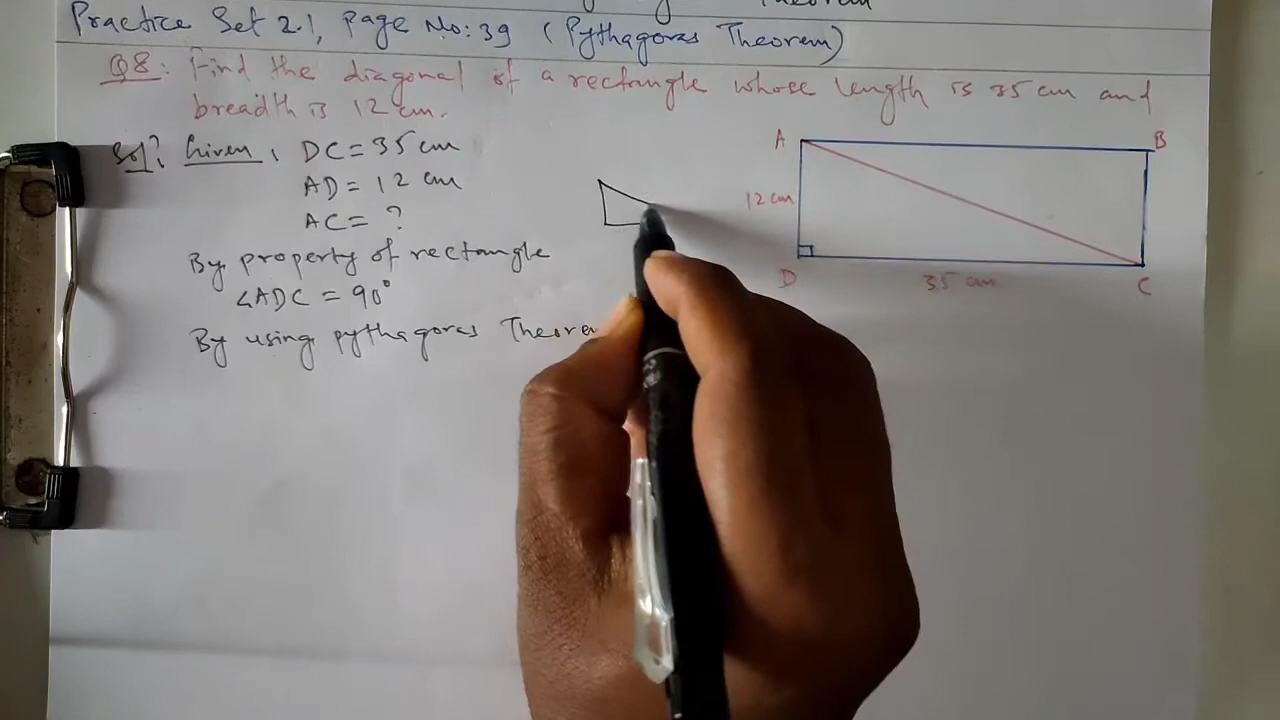 Theorem
Practice Set 2.1, Page No: 39 (Pythagoras Theorem)
Q8: Find the diagonal of a rectangle whose length is 35 cm and
breadth is 12 cm.
Solⁿ: Given, DC = 35 cm
AD = 12 cm
AC = ?
By property of rectangle
∠ADC = 90°
By using pythagoras Theorem
A
B
12 cm
D
35 cm
C